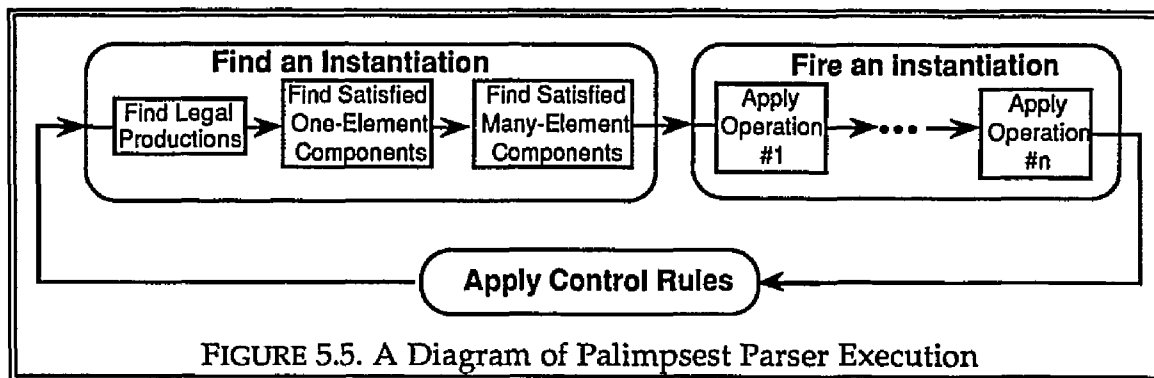 Find an Instantiation
Find Legal
Productions
Find Satisfied
One-Element
Components
Find Satisfied
Many-Element
Components
Fire an instantiation
Apply
Operation
#1
•••
Apply
Operation
#n
Apply Control Rules
FIGURE 5.5. A Diagram of Palimpsest Parser Execution